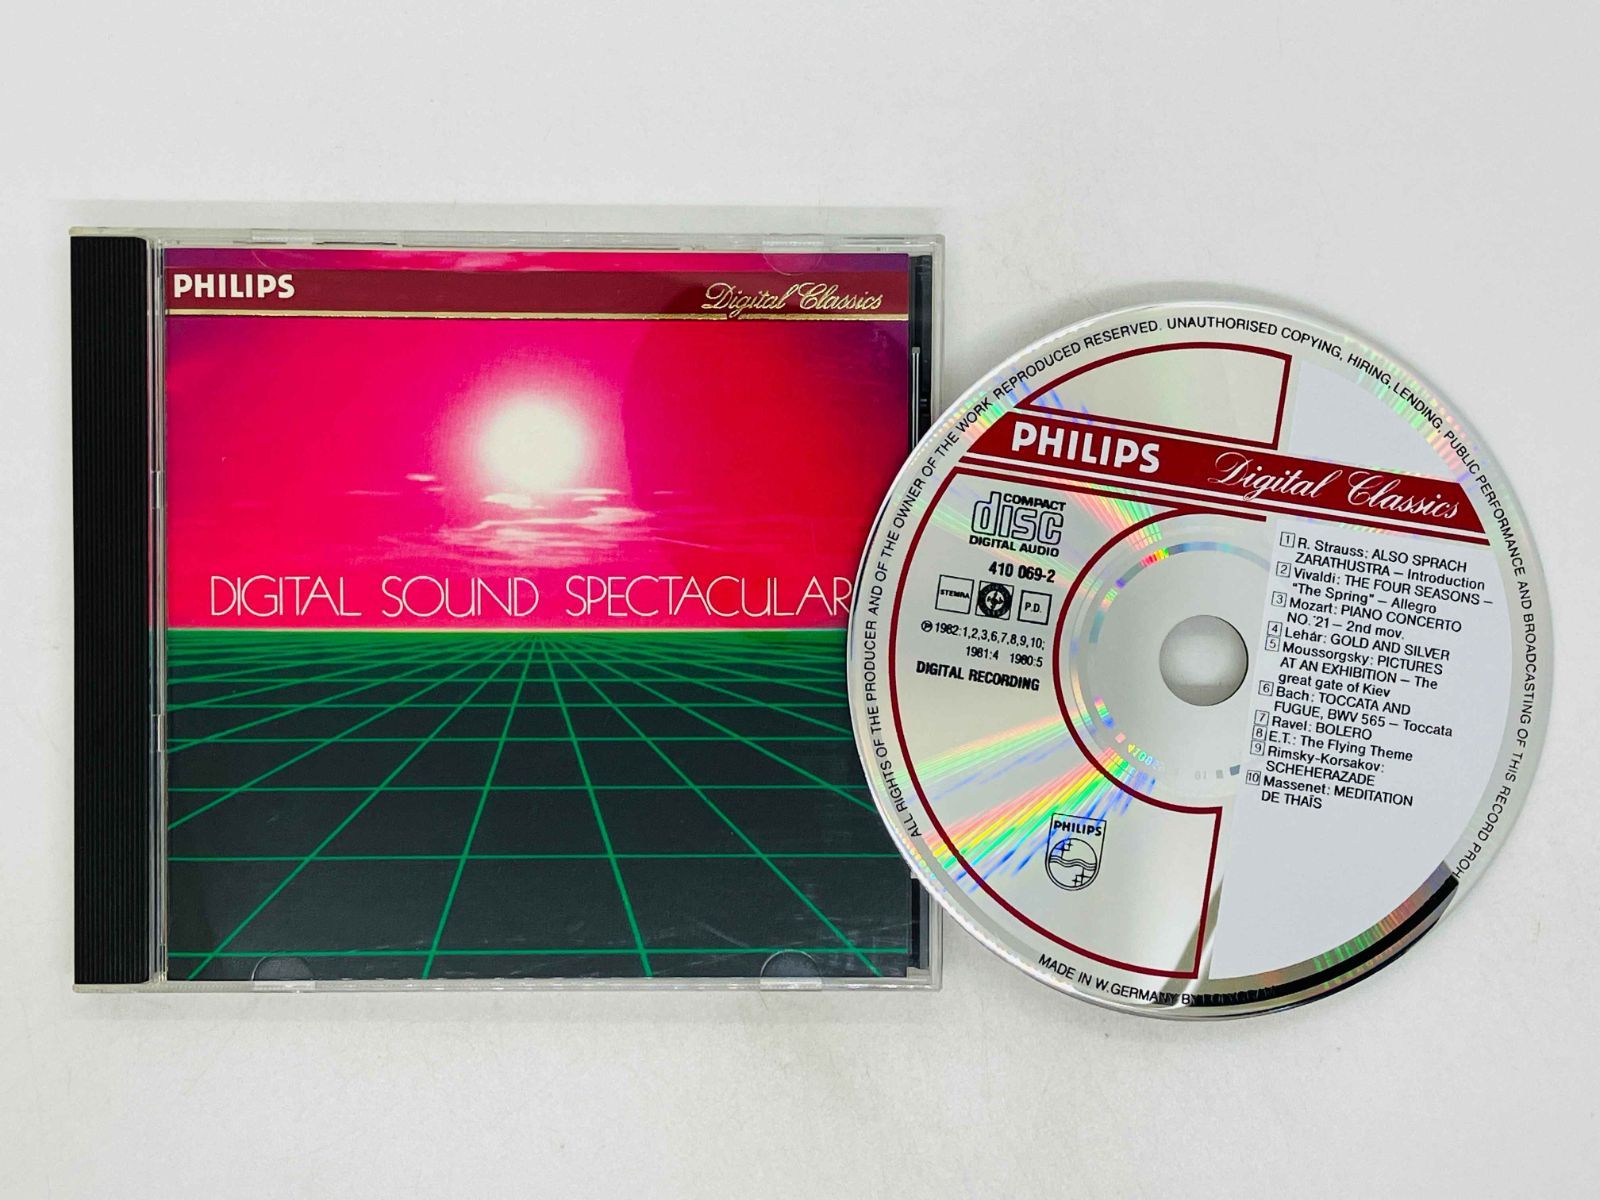 PHILIPS
Digital Classics
DIGITAL SOUND SPECTACULAR
ALL RIGHTS OF THE PRODUCER AND OF THE OWNER OF THE WORK REPRODUCED RESERVED. UNAUTHORISED COPYING, HIRING, LENDING, PUBLIC PERFORMANCE AND BROADCASTING OF THIS RECORD PROH
PHILIPS
Digital Classics
COMPACT
disc
DIGITAL AUDIO
410 069-2
STEMRA
P.D.
℗ 1982:1,2,3,6,7,8,9,10;
1981:4 1980:5
DIGITAL RECORDING
1 R. Strauss: ALSO SPRACH
ZARATHUSTRA – Introduction
2 Vivaldi: THE FOUR SEASONS –
"The Spring" – Allegro
3 Mozart: PIANO CONCERTO
NO. 21 – 2nd mov.
4 Lehár: GOLD AND SILVER
5 Moussorgsky: PICTURES
AT AN EXHIBITION – The
great gate of Kiev
6 Bach: TOCCATA AND
FUGUE, BWV 565 – Toccata
7 Ravel: BOLERO
8 E.T.: The Flying Theme
9 Rimsky-Korsakov:
SCHEHERAZADE
10 Massenet: MEDITATION
DE THAÏS
PHILIPS
MADE IN W. GERMANY BY